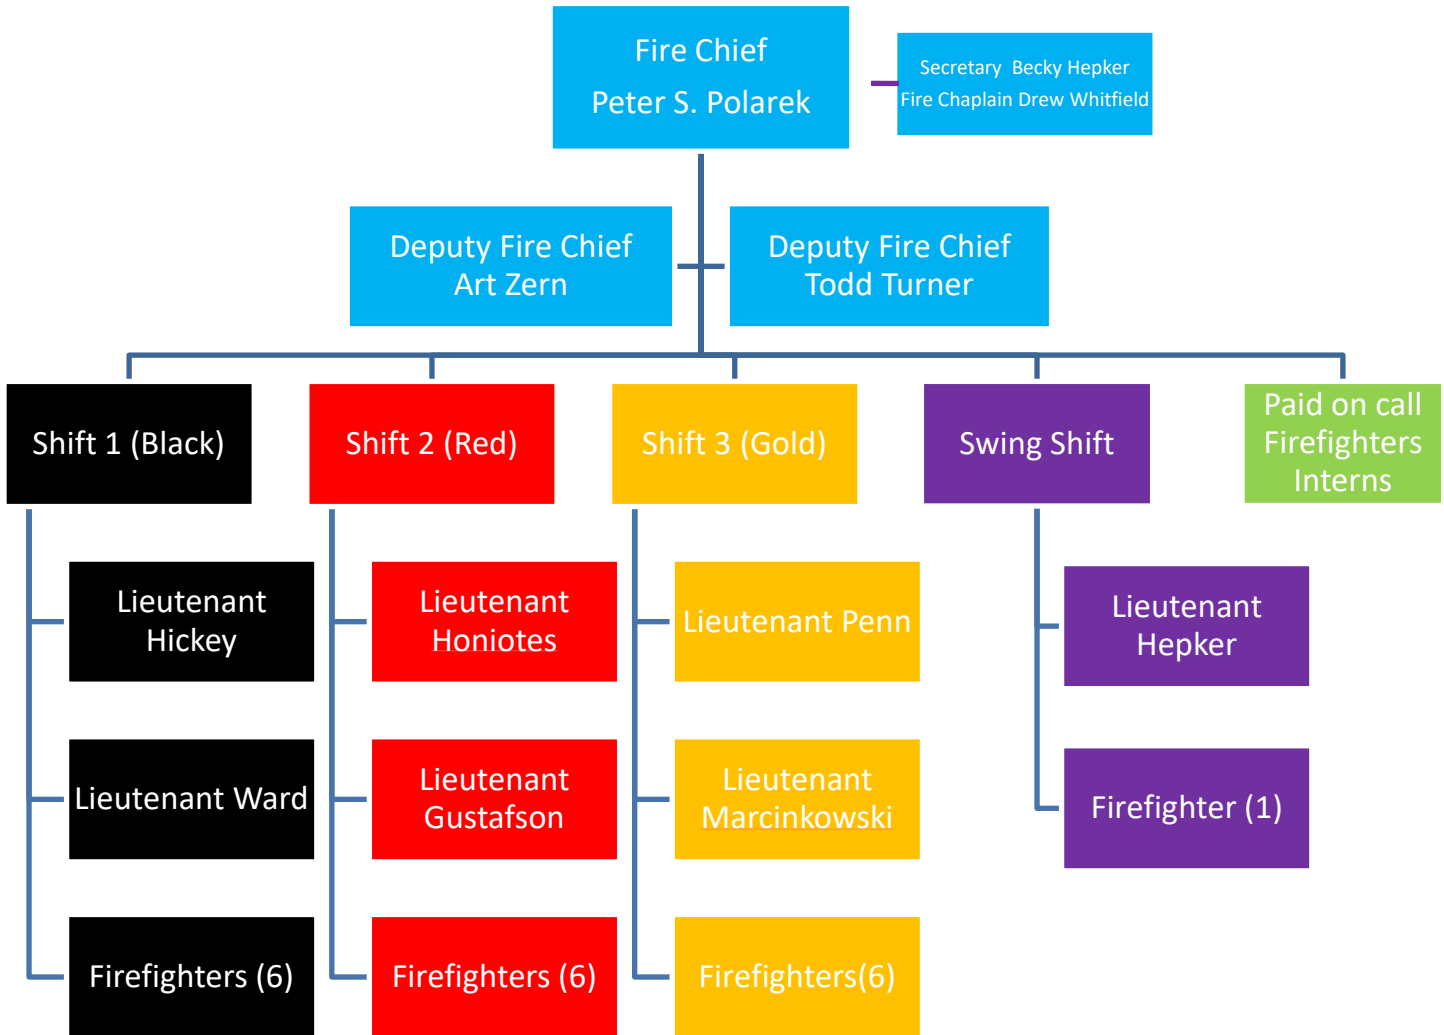 Fire Chief
Peter S. Polarek
Secretary  Becky Hepker
Fire Chaplain Drew Whitfield
Deputy Fire Chief
Art Zern
Deputy Fire Chief
Todd Turner
Shift 1 (Black)
Shift 2 (Red)
Shift 3 (Gold)
Swing Shift
Paid on call
Firefighters
Interns
Lieutenant
Hickey
Lieutenant
Honiotes
Lieutenant Penn
Lieutenant
Hepker
Lieutenant Ward
Lieutenant
Gustafson
Lieutenant
Marcinkowski
Firefighter (1)
Firefighters (6)
Firefighters (6)
Firefighters(6)